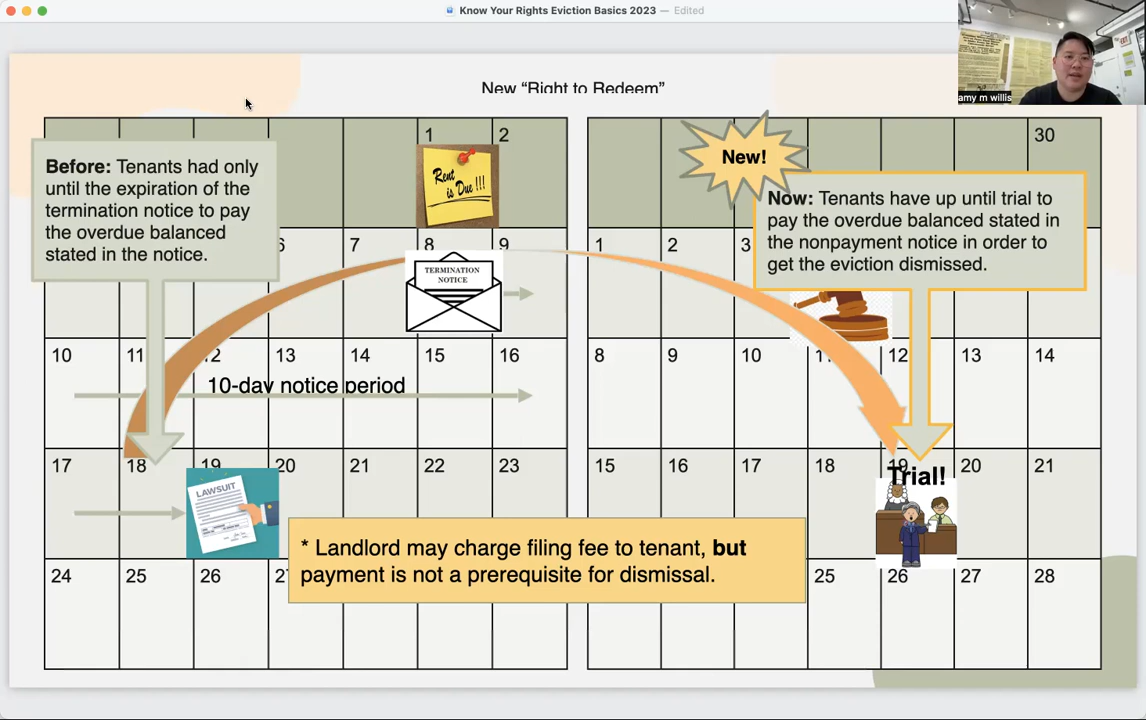 Know Your Rights Eviction Basics 2023 — Edited
amy m willis
New “Right to Redeem”
Before: Tenants had only
until the expiration of the
termination notice to pay
the overdue balanced
stated in the notice.
New!
Now: Tenants have up until trial to
pay the overdue balanced stated in
the nonpayment notice in order to
get the eviction dismissed.
1 2
Rent
is Due!!!
6 7 8 9
TERMINATION
NOTICE
10 11 12 13 14 15 16
10-day notice period
17 18 19 20 21 22 23
LAWSUIT
24 25 26 2
30
1 2 3
8 9 10 11 12 13 14
15 16 17 18 19 20 21
Trial!
* Landlord may charge filing fee to tenant, but
payment is not a prerequisite for dismissal.
25 26 27 28